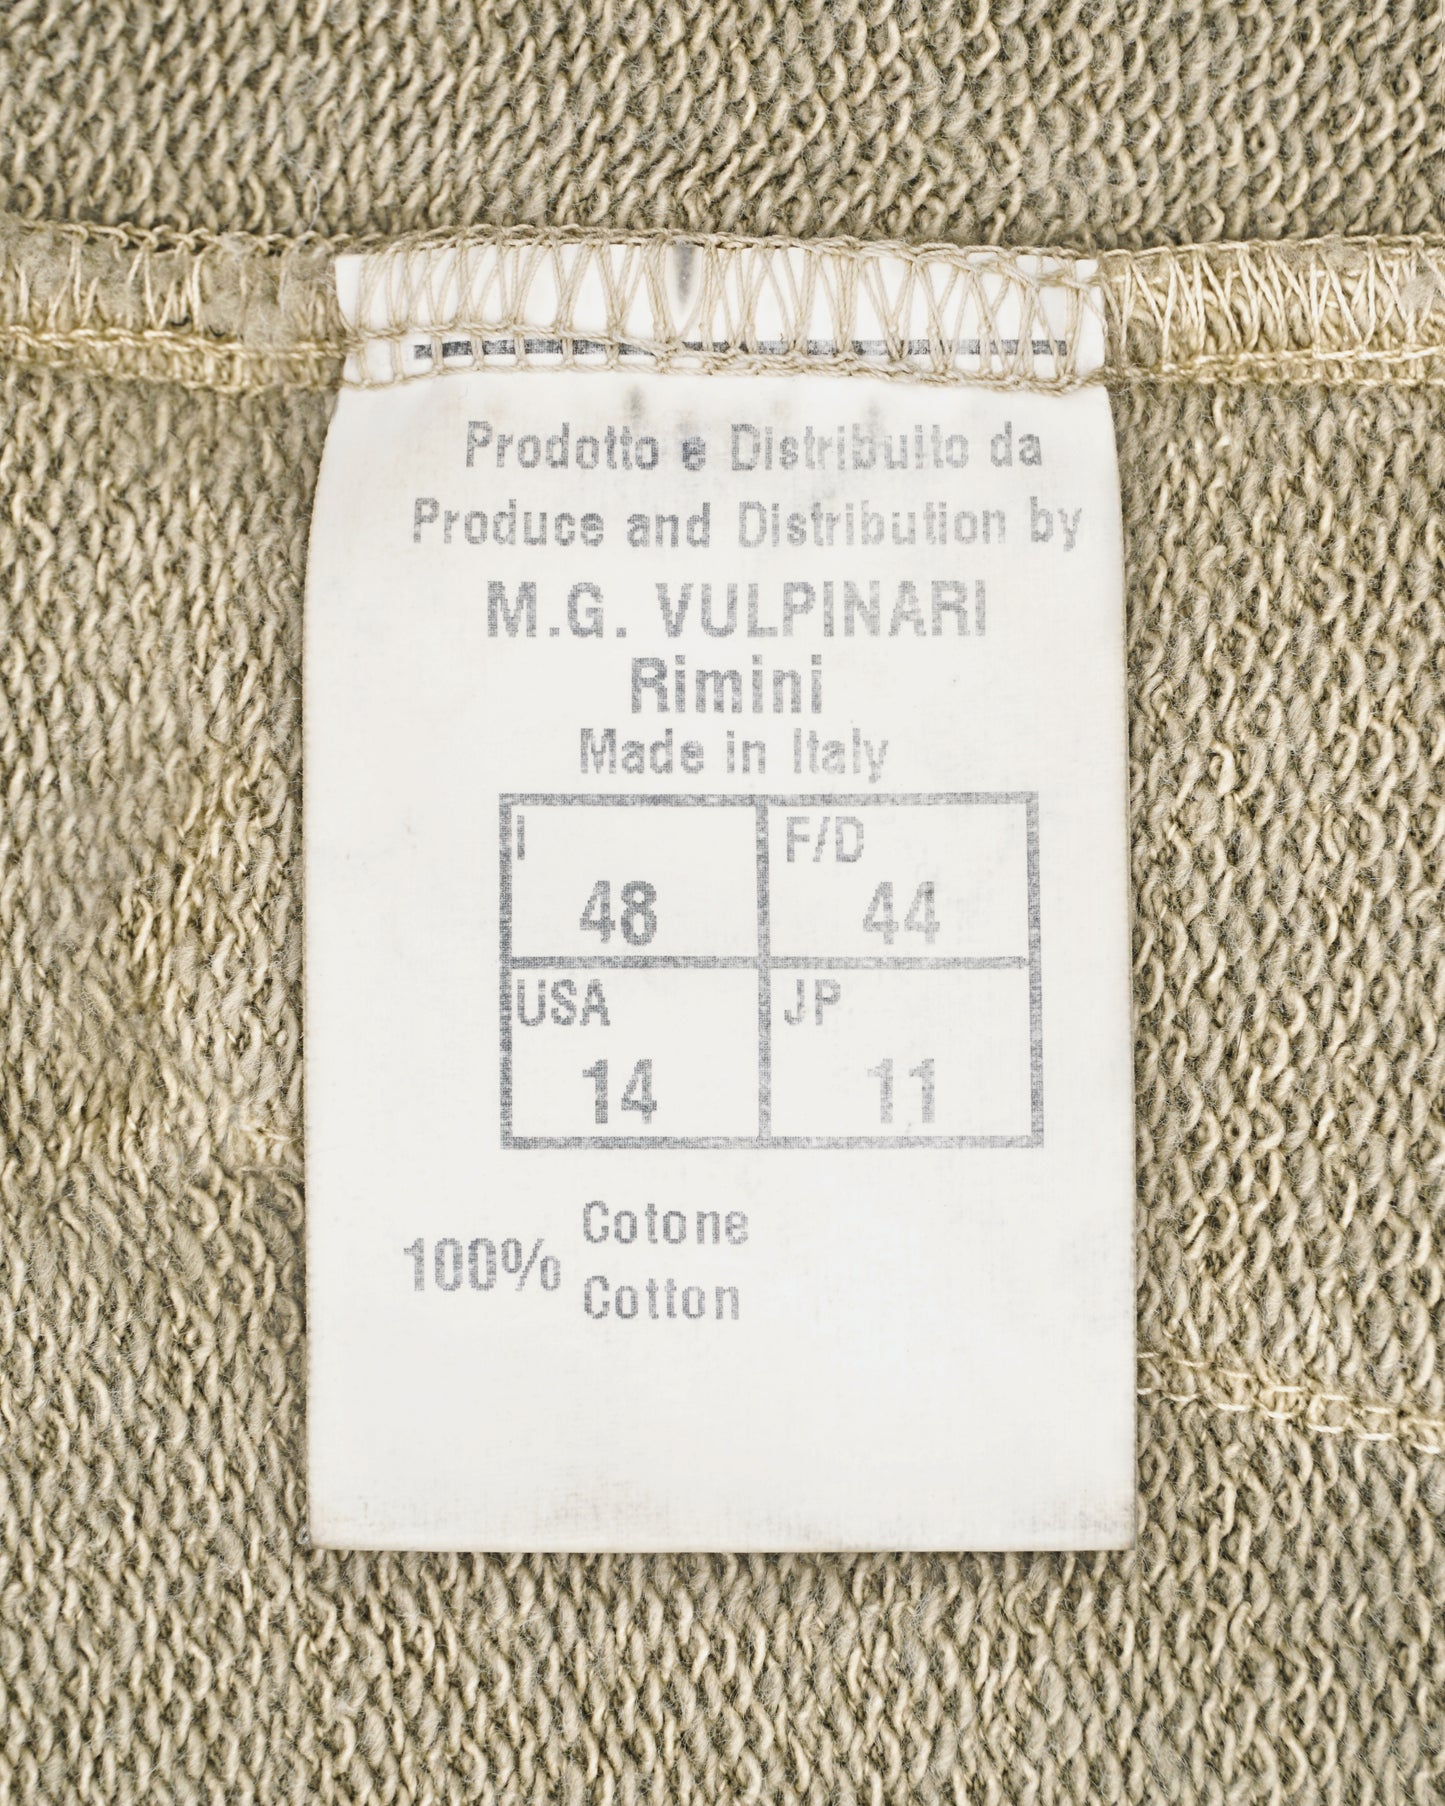 Prodotto e Distribuito da
Produce and Distribution by
M.G. VULPINARI
Rimini
Made in Italy
I F/D
48 44
USA JP
14 11
100% Cotone
Cotton